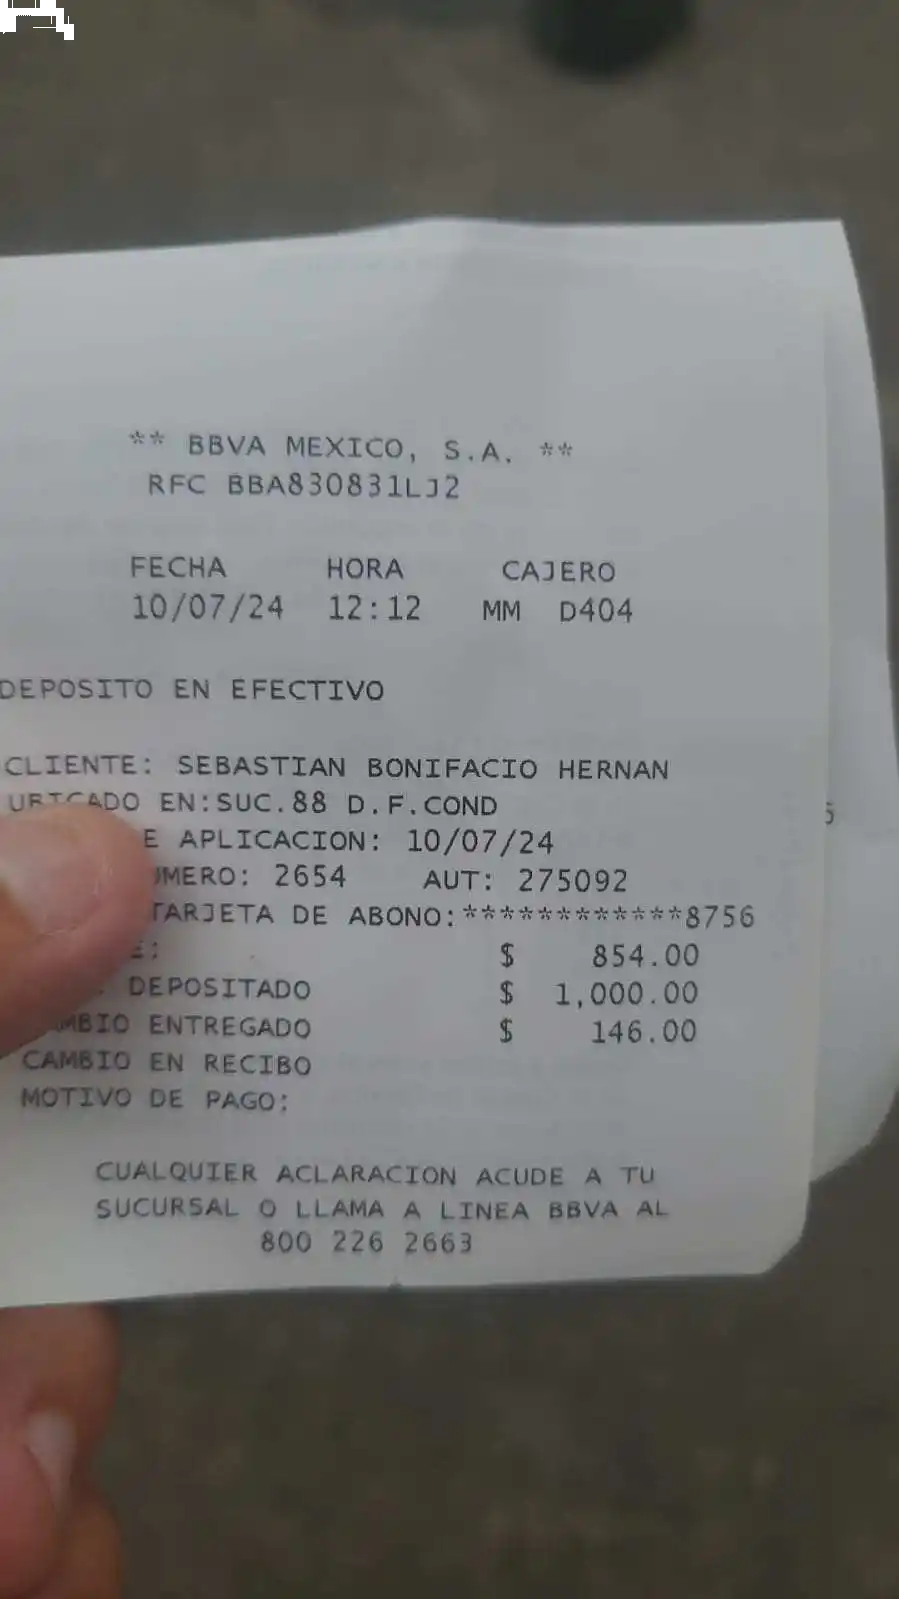 ** BBVA MEXICO, S.A. **
RFC BBA830831LJ2
FECHA HORA CAJERO
10/07/24 12:12 MM D404
DEPOSITO EN EFECTIVO
CLIENTE: SEBASTIAN BONIFACIO HERNAN
UBICADO EN:SUC.88 D.F.COND
E APLICACION: 10/07/24
UMERO: 2654 AUT: 275092
TARJETA DE ABONO:************8756
E: $ 854.00
DEPOSITADO $ 1,000.00
MBIO ENTREGADO $ 146.00
CAMBIO EN RECIBO
MOTIVO DE PAGO:
CUALQUIER ACLARACION ACUDE A TU
SUCURSAL O LLAMA A LINEA BBVA AL
800 226 2663